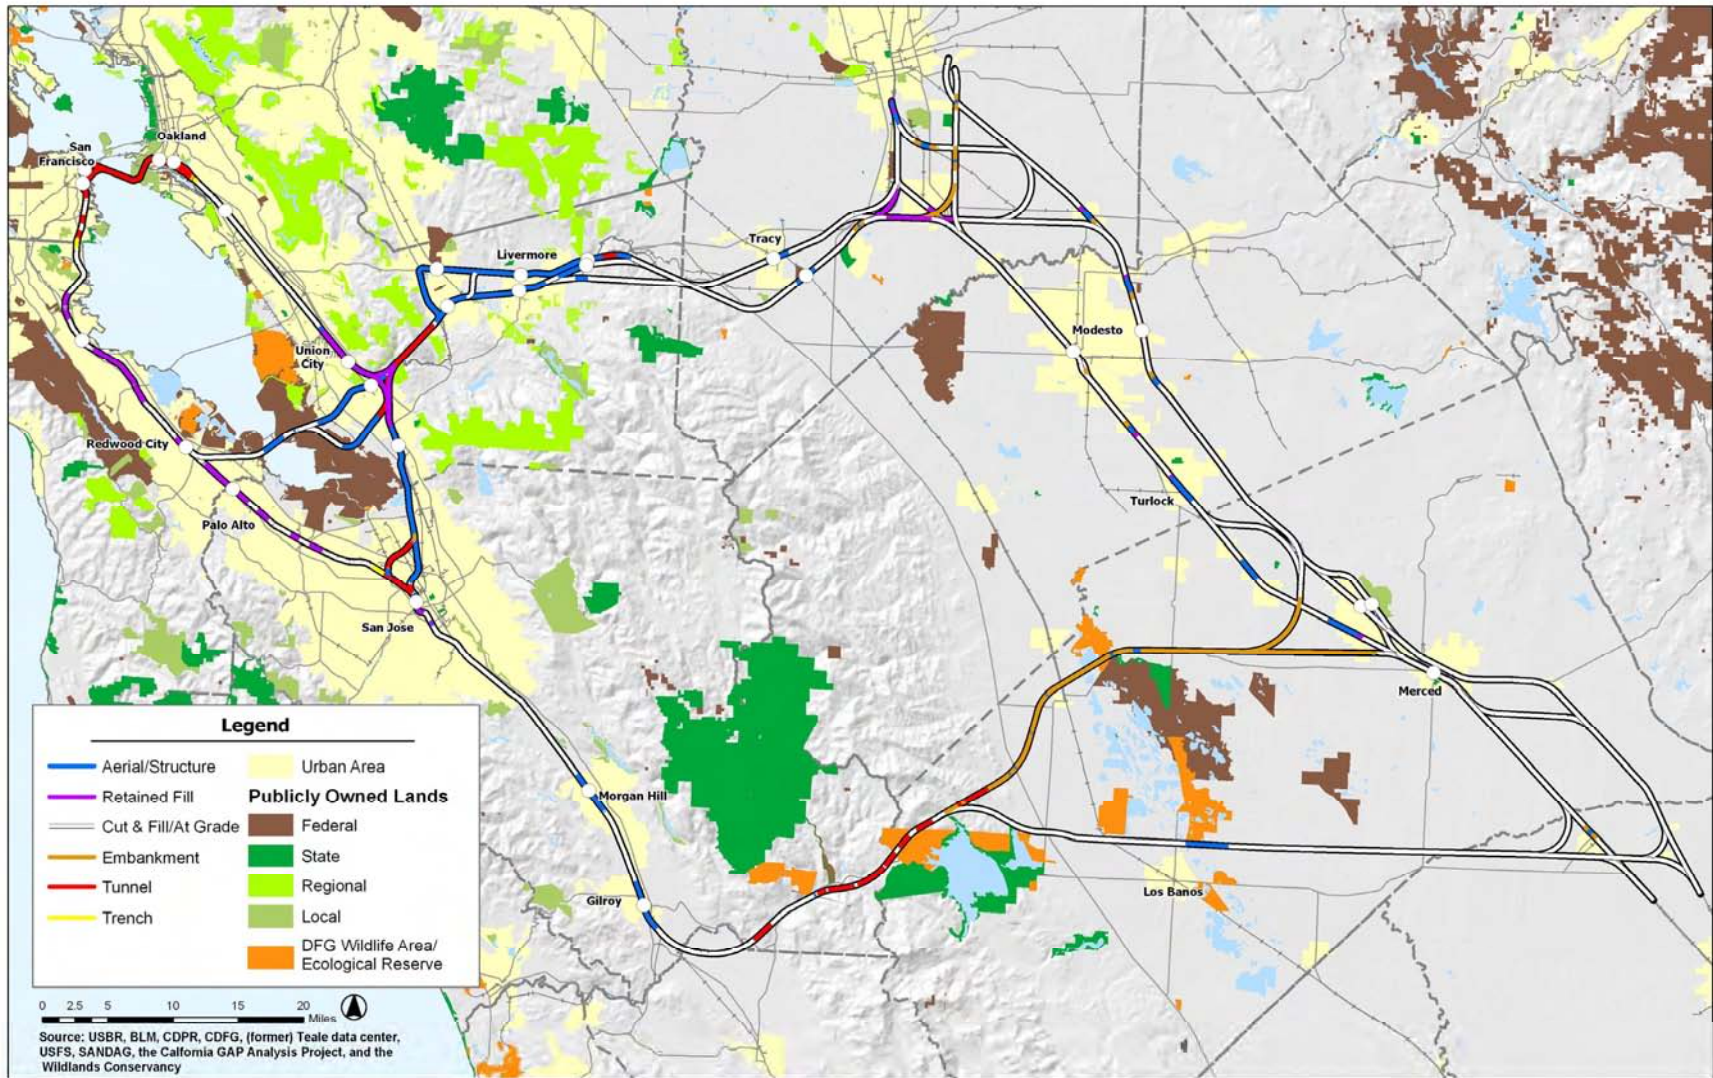 Oakland
San
Francisco
Livermore
Tracy
Union
City
Modesto
Redwood City
Palo Alto
Turlock
San Jose
Merced
Morgan Hill
Gilroy
Los Banos
Legend
Aerial/Structure
Retained Fill
Cut & Fill/At Grade
Embankment
Tunnel
Trench
Urban Area
Publicly Owned Lands
Federal
State
Regional
Local
DFG Wildlife Area/
Ecological Reserve
0 2.5 5 10 15 20
Miles
Source: USBR, BLM, CDPR, CDFG, (former) Teale data center,
USFS, SANDAG, the Calfornia GAP Analysis Project, and the
Wildlands Conservancy